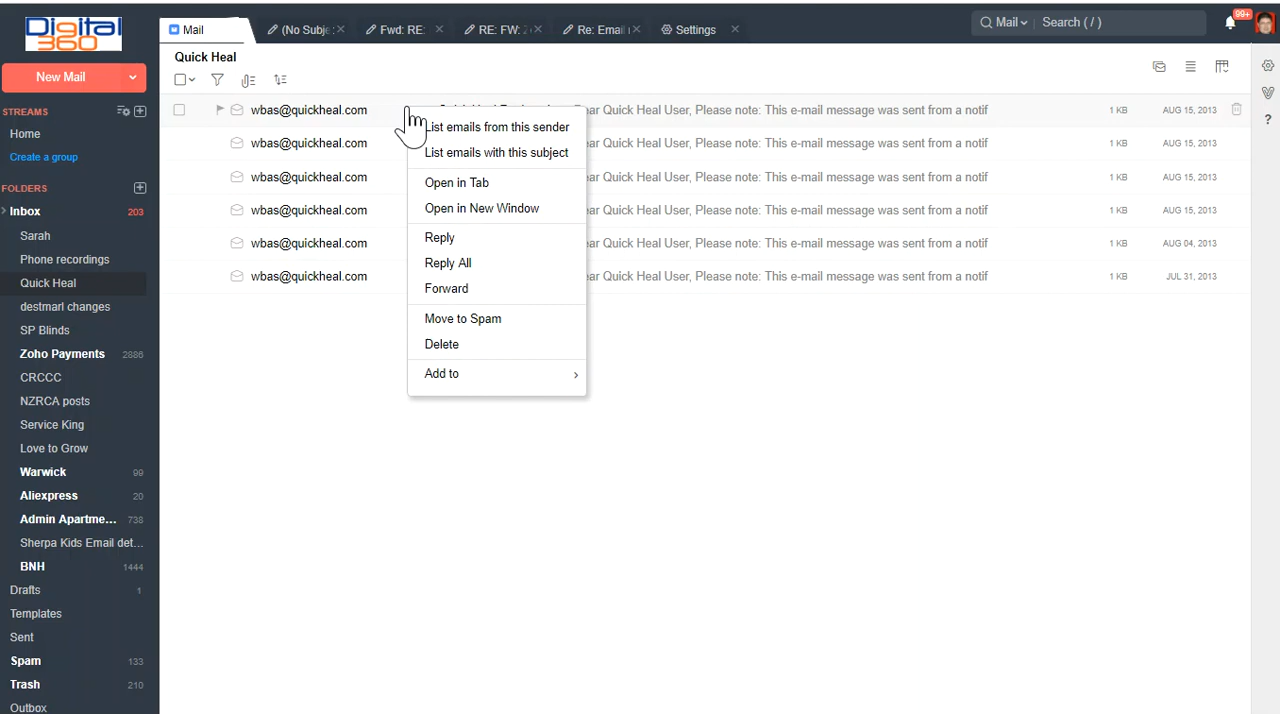 Digital
360
Mail
(No Subje
Fwd: RE:
RE: FW:
Re: Email
Settings
Mail
Search ( / )
99+
New Mail
Quick Heal
STREAMS
Home
Create a group
FOLDERS
Inbox 203
Sarah
Phone recordings
Quick Heal
destmarl changes
SP Blinds
Zoho Payments 2886
CRCCC
NZRCA posts
Service King
Love to Grow
Warwick 99
Aliexpress 20
Admin Apartme... 738
Sherpa Kids Email det...
BNH 1444
Drafts 1
Templates
Sent
Spam 133
Trash 210
Outbox
wbas@quickheal.com ear Quick Heal User, Please note: This e-mail message was sent from a notif 1 KB AUG 15, 2013
wbas@quickheal.com ear Quick Heal User, Please note: This e-mail message was sent from a notif 1 KB AUG 15, 2013
wbas@quickheal.com ear Quick Heal User, Please note: This e-mail message was sent from a notif 1 KB AUG 15, 2013
wbas@quickheal.com ear Quick Heal User, Please note: This e-mail message was sent from a notif 1 KB AUG 15, 2013
wbas@quickheal.com ear Quick Heal User, Please note: This e-mail message was sent from a notif 1 KB AUG 04, 2013
wbas@quickheal.com ear Quick Heal User, Please note: This e-mail message was sent from a notif 1 KB JUL 31, 2013
List emails from this sender
List emails with this subject
Open in Tab
Open in New Window
Reply
Reply All
Forward
Move to Spam
Delete
Add to